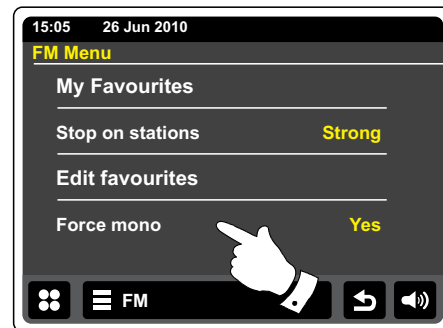 15:05 26 Jun 2010
FM Menu
My Favourites
Stop on stations Strong
Edit favourites
Force mono Yes
FM